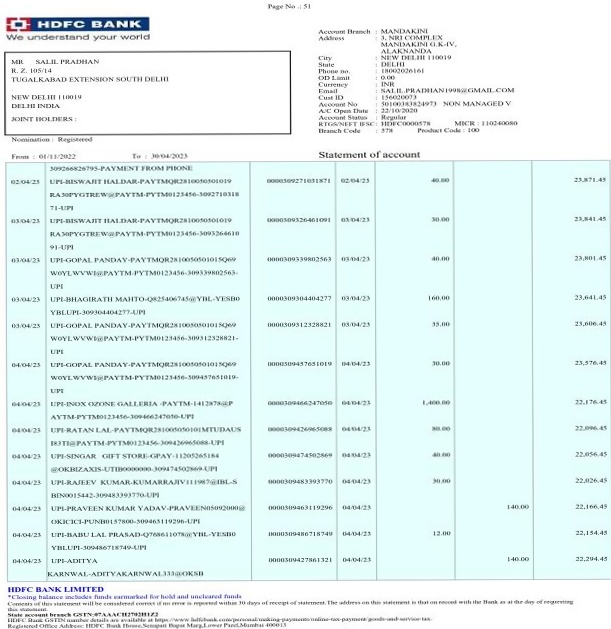 Page No .: 51
HDFC BANK
We understand your world
MR SALIL PRADHAN
R. Z. 105/14
TUGALKABAD EXTENSION SOUTH DELHI
NEW DELHI 110019
DELHI INDIA
JOINT HOLDERS :
Nomination : Registered
Account Branch : MANDAKINI
Address : 3, NRI COMPLEX
MANDAKINI G.K-IV,
ALAKNANDA
City : NEW DELHI 110019
State : DELHI
Phone no. : 18002026161
OD Limit : 0.00
Currency : INR
Email : SALIL.PRADHAN1998@GMAIL.COM
Cust ID : 156020073
Account No : 50100383824973 NON MANAGED V
A/C Open Date : 22/10/2020
Account Status : Regular
RTGS/NEFT IFSC : HDFC0000578 MICR : 110240080
Branch Code : 578 Product Code : 100
From : 01/11/2022 To : 30/04/2023 Statement of account
309266826795-PAYMENT FROM PHONE
02/04/23 UPI-BISWAJIT HALDAR-PAYTMQR2810050501019 0000309271031871 02/04/23 40.00 23,871.45
RA30PYGTREW@PAYTM-PYTM0123456-3092710318
71-UPI
03/04/23 UPI-BISWAJIT HALDAR-PAYTMQR2810050501019 0000309326461091 03/04/23 30.00 23,841.45
RA30PYGTREW@PAYTM-PYTM0123456-3093264610
91-UPI
03/04/23 UPI-GOPAL PANDAY-PAYTMQR2810050501015Q69 0000309339802563 03/04/23 40.00 23,801.45
W0YLWVWI@PAYTM-PYTM0123456-309339802563-
UPI
03/04/23 UPI-BHAGIRATH MAHTO-Q825406745@YBL-YESB0 0000309304404277 03/04/23 160.00 23,641.45
YBLUPI-309304404277-UPI
03/04/23 UPI-GOPAL PANDAY-PAYTMQR2810050501015Q69 0000309312328821 03/04/23 35.00 23,606.45
W0YLWVWI@PAYTM-PYTM0123456-309312328821-
UPI
04/04/23 UPI-GOPAL PANDAY-PAYTMQR2810050501015Q69 0000309457651019 04/04/23 30.00 23,576.45
W0YLWVWI@PAYTM-PYTM0123456-309457651019-
UPI
04/04/23 UPI-INOX OZONE GALLERIA -PAYTM-1412878@P 0000309466247050 04/04/23 1,400.00 22,176.45
AYTM-PYTM0123456-309466247050-UPI
04/04/23 UPI-RATAN LAL-PAYTMQR281005050101MTUDAUS 0000309426965088 04/04/23 80.00 22,096.45
I83TI@PAYTM-PYTM0123456-309426965088-UPI
04/04/23 UPI-SINGAR GIFT STORE-GPAY-11205265184 0000309474502869 04/04/23 40.00 22,056.45
@OKBIZAXIS-UTIB0000000-309474502869-UPI
04/04/23 UPI-RAJEEV KUMAR-KUMARRAJIV111987@IBL-S 0000309483393770 04/04/23 30.00 22,026.45
BIN0015442-309483393770-UPI
04/04/23 UPI-PRAVEEN KUMAR YADAV-PRAVEEN05092000@ 0000309463119296 04/04/23 140.00 22,166.45
OKICICI-PUNB0157800-309463119296-UPI
04/04/23 UPI-BABU LAL PRASAD-Q768611078@YBL-YESB0 0000309486718749 04/04/23 12.00 22,154.45
YBLUPI-309486718749-UPI
04/04/23 UPI-ADITYA 0000309427861321 04/04/23 140.00 22,294.45
KARNWAL-ADITYAKARNWAL333@OKSB
HDFC BANK LIMITED
*Closing balance includes funds earmarked for hold and uncleared funds
Contents of this statement will be considered correct if no error is reported within 30 days of receipt of statement.The address on this statement is that on record with the Bank as at the day of requesting
this statement.
State account branch GSTN:07AAACH2702H1Z2
HDFC Bank GSTIN number details are available at https://www.hdfcbank.com/personal/making-payments/online-tax-payment/goods-and-service-tax.
Registered Office Address: HDFC Bank House,Senapati Bapat Marg,Lower Parel,Mumbai 400013